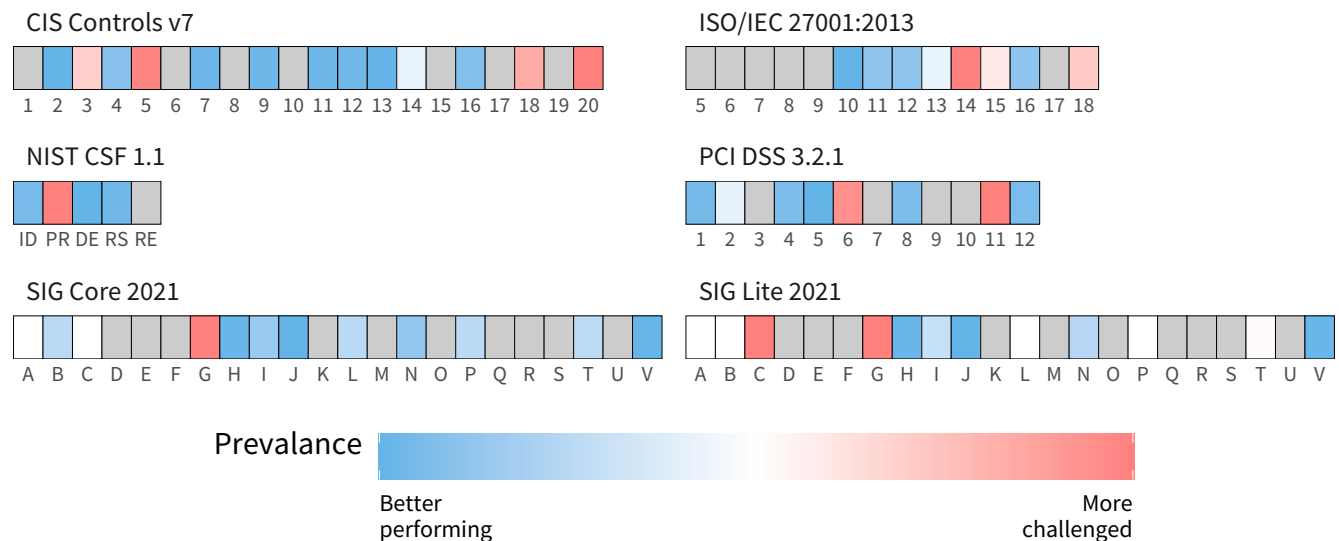 CIS Controls v7
1 2 3 4 5 6 7 8 9 10 11 12 13 14 15 16 17 18 19 20
ISO/IEC 27001:2013
5 6 7 8 9 10 11 12 13 14 15 16 17 18
NIST CSF 1.1
ID PR DE RS RE
PCI DSS 3.2.1
1 2 3 4 5 6 7 8 9 10 11 12
SIG Core 2021
A B C D E F G H I J K L M N O P Q R S T U V
SIG Lite 2021
A B C D E F G H I J K L M N O P Q R S T U V
Prevalance
Better
performing
More
challenged